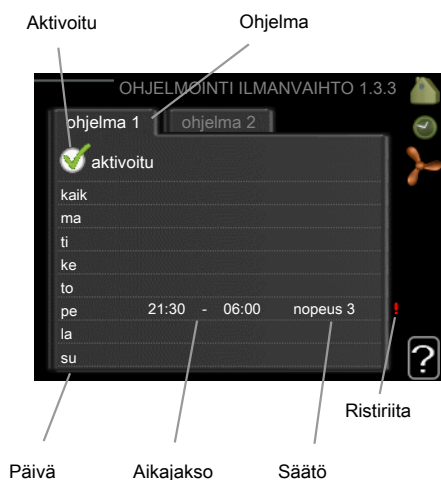 Aktivoitu Ohjelma
OHJELMOINTI ILMANVAIHTO 1.3.3
ohjelma 1 ohjelma 2
aktivoitu
kaik
ma
ti
ke
to
pe 21:30 - 06:00 nopeus 3 !
la
su
?
Ristiriita
Päivä Aikajakso Säätö